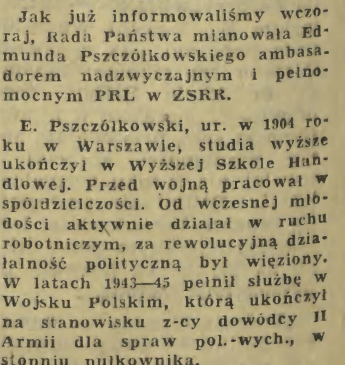 Jak już informowaliśmy wczo-
raj, Rada Państwa mianowała Ed-
munda Pszczółkowskiego ambasa-
dorem nadzwyczajnym i pełno-
mocnym PRL w ZSRR.
E. Pszczółkowski, ur. w 1904 ro-
ku w Warszawie, studia wyższe
ukończył w Wyższej Szkole Han-
dlowej. Przed wojną pracował w
spółdzielczości. Od wczesnej mło-
dości aktywnie działał w ruchu
robotniczym, za rewolucyjną dzia-
łalność polityczną był więziony.
W latach 1943—45 pełnił służbę w
Wojsku Polskim, którą ukończył
na stanowisku z-cy dowódcy II
Armii dla spraw pol.-wych., w
stopniu pułkownika.